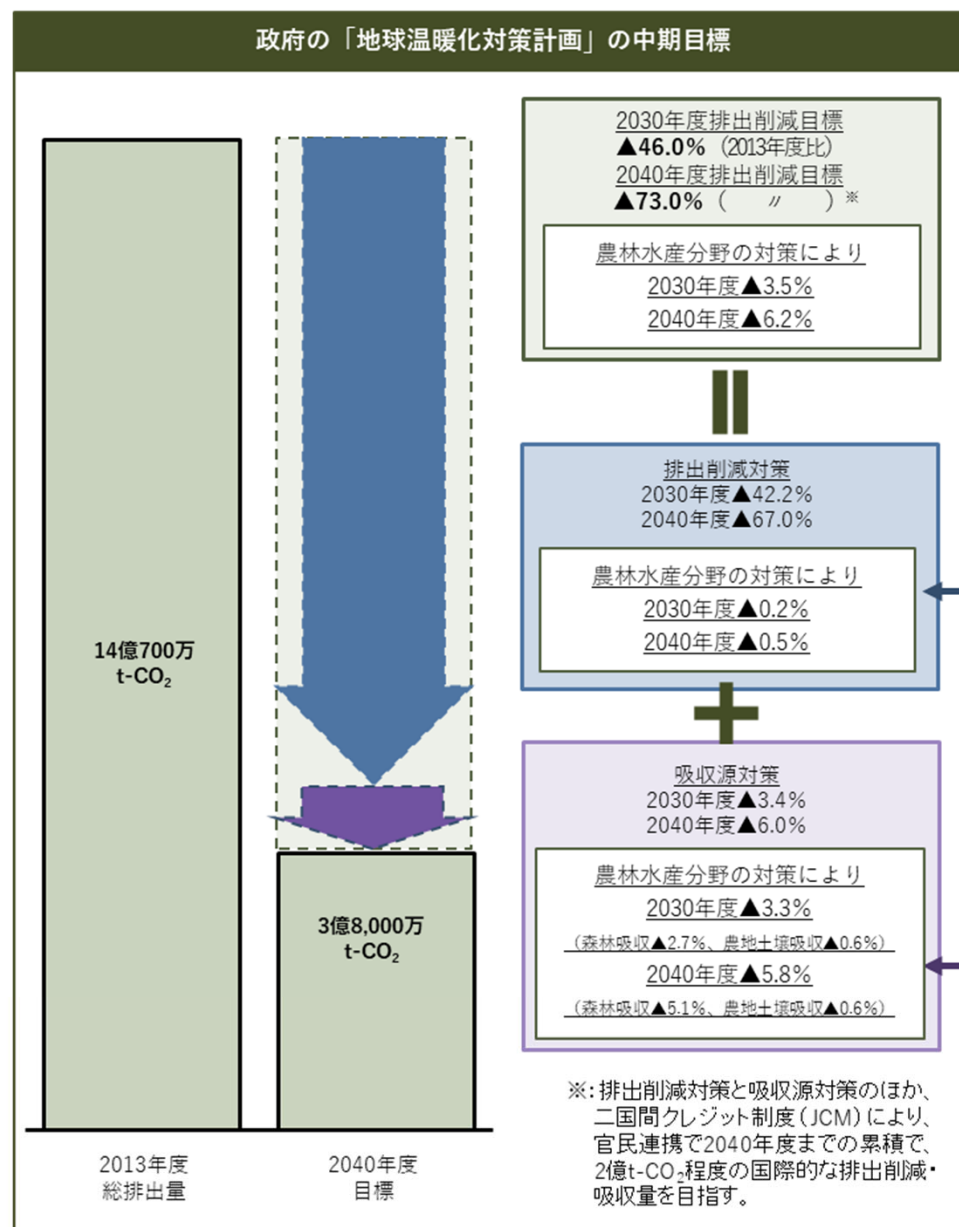 政府の「地球温暖化対策計画」の中期目標
14億700万
t-CO₂
3億8,000万
t-CO₂
2013年度
総排出量
2040年度
目標
2030年度排出削減目標
▲46.0%（2013年度比）
2040年度排出削減目標
▲73.0%（　〃　）※
農林水産分野の対策により
2030年度▲3.5%
2040年度▲6.2%
排出削減対策
2030年度▲42.2%
2040年度▲67.0%
農林水産分野の対策により
2030年度▲0.2%
2040年度▲0.5%
吸収源対策
2030年度▲3.4%
2040年度▲6.0%
農林水産分野の対策により
2030年度▲3.3%
（森林吸収▲2.7%、農地土壌吸収▲0.6%）
2040年度▲5.8%
（森林吸収▲5.1%、農地土壌吸収▲0.6%）
※：排出削減対策と吸収源対策のほか、
二国間クレジット制度（JCM）により、
官民連携で2040年度までの累積で、
2億t-CO₂程度の国際的な排出削減・
吸収量を目指す。